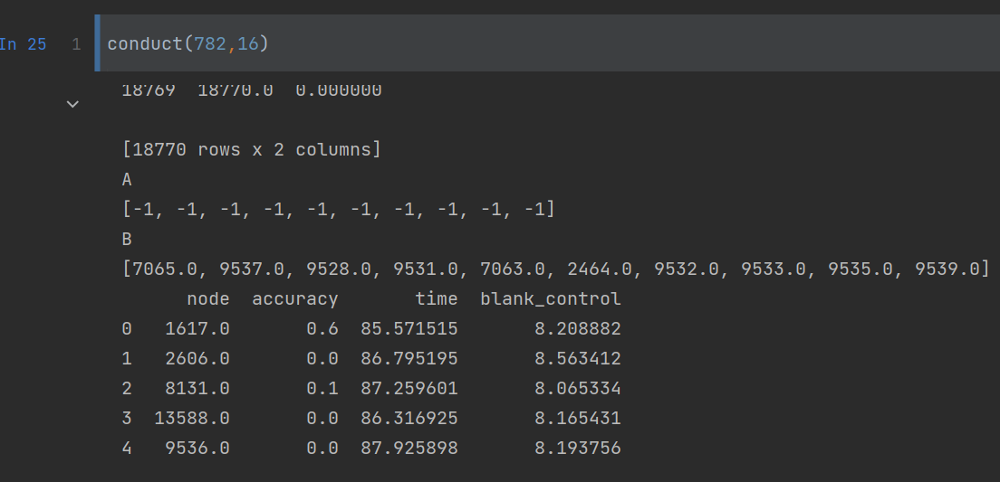 In 25 1 conduct(782,16)
18769 18770.0 0.000000
[18770 rows x 2 columns]
A
[-1, -1, -1, -1, -1, -1, -1, -1, -1, -1]
B
[7065.0, 9537.0, 9528.0, 9531.0, 7063.0, 2464.0, 9532.0, 9533.0, 9535.0, 9539.0]
node accuracy time blank_control
0 1617.0 0.6 85.571515 8.208882
1 2606.0 0.0 86.795195 8.563412
2 8131.0 0.1 87.259601 8.065334
3 13588.0 0.0 86.316925 8.165431
4 9536.0 0.0 87.925898 8.193756